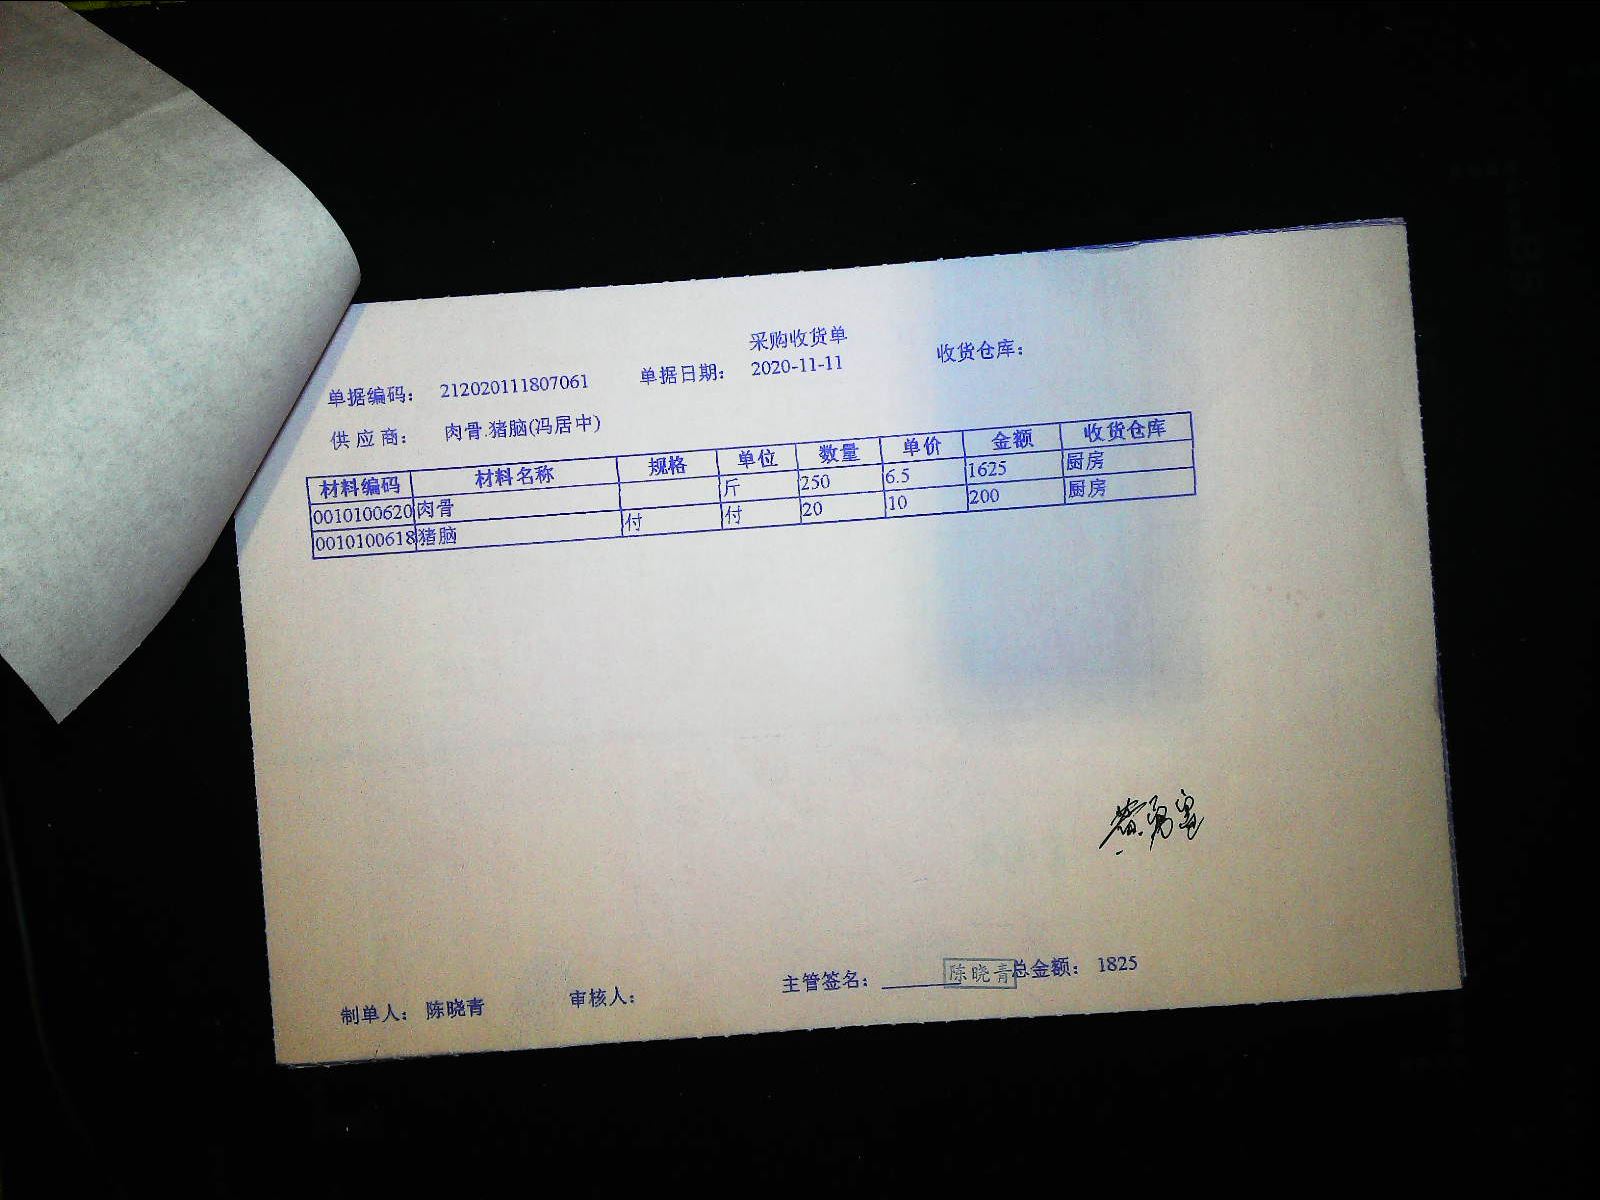 采购收货单
单据编码： 212020111807061 单据日期： 2020-11-11 收货仓库：
供 应 商： 肉骨.猪脑(冯居中)
材料编码 材料名称 规格 单位 数量 单价 金额 收货仓库
0010100620 肉骨 斤 250 6.5 1625 厨房
0010100618 猪脑 付 付 20 10 200 厨房
制单人： 陈晓青 审核人： 主管签名： 陈晓青 总金额： 1825